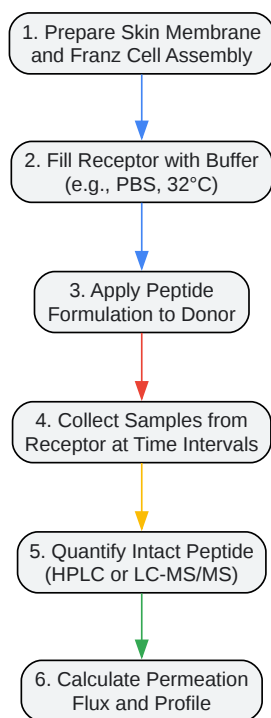 1. Prepare Skin Membrane
and Franz Cell Assembly
2. Fill Receptor with Buffer
(e.g., PBS, 32°C)
3. Apply Peptide
Formulation to Donor
4. Collect Samples from
Receptor at Time Intervals
5. Quantify Intact Peptide
(HPLC or LC-MS/MS)
6. Calculate Permeation
Flux and Profile